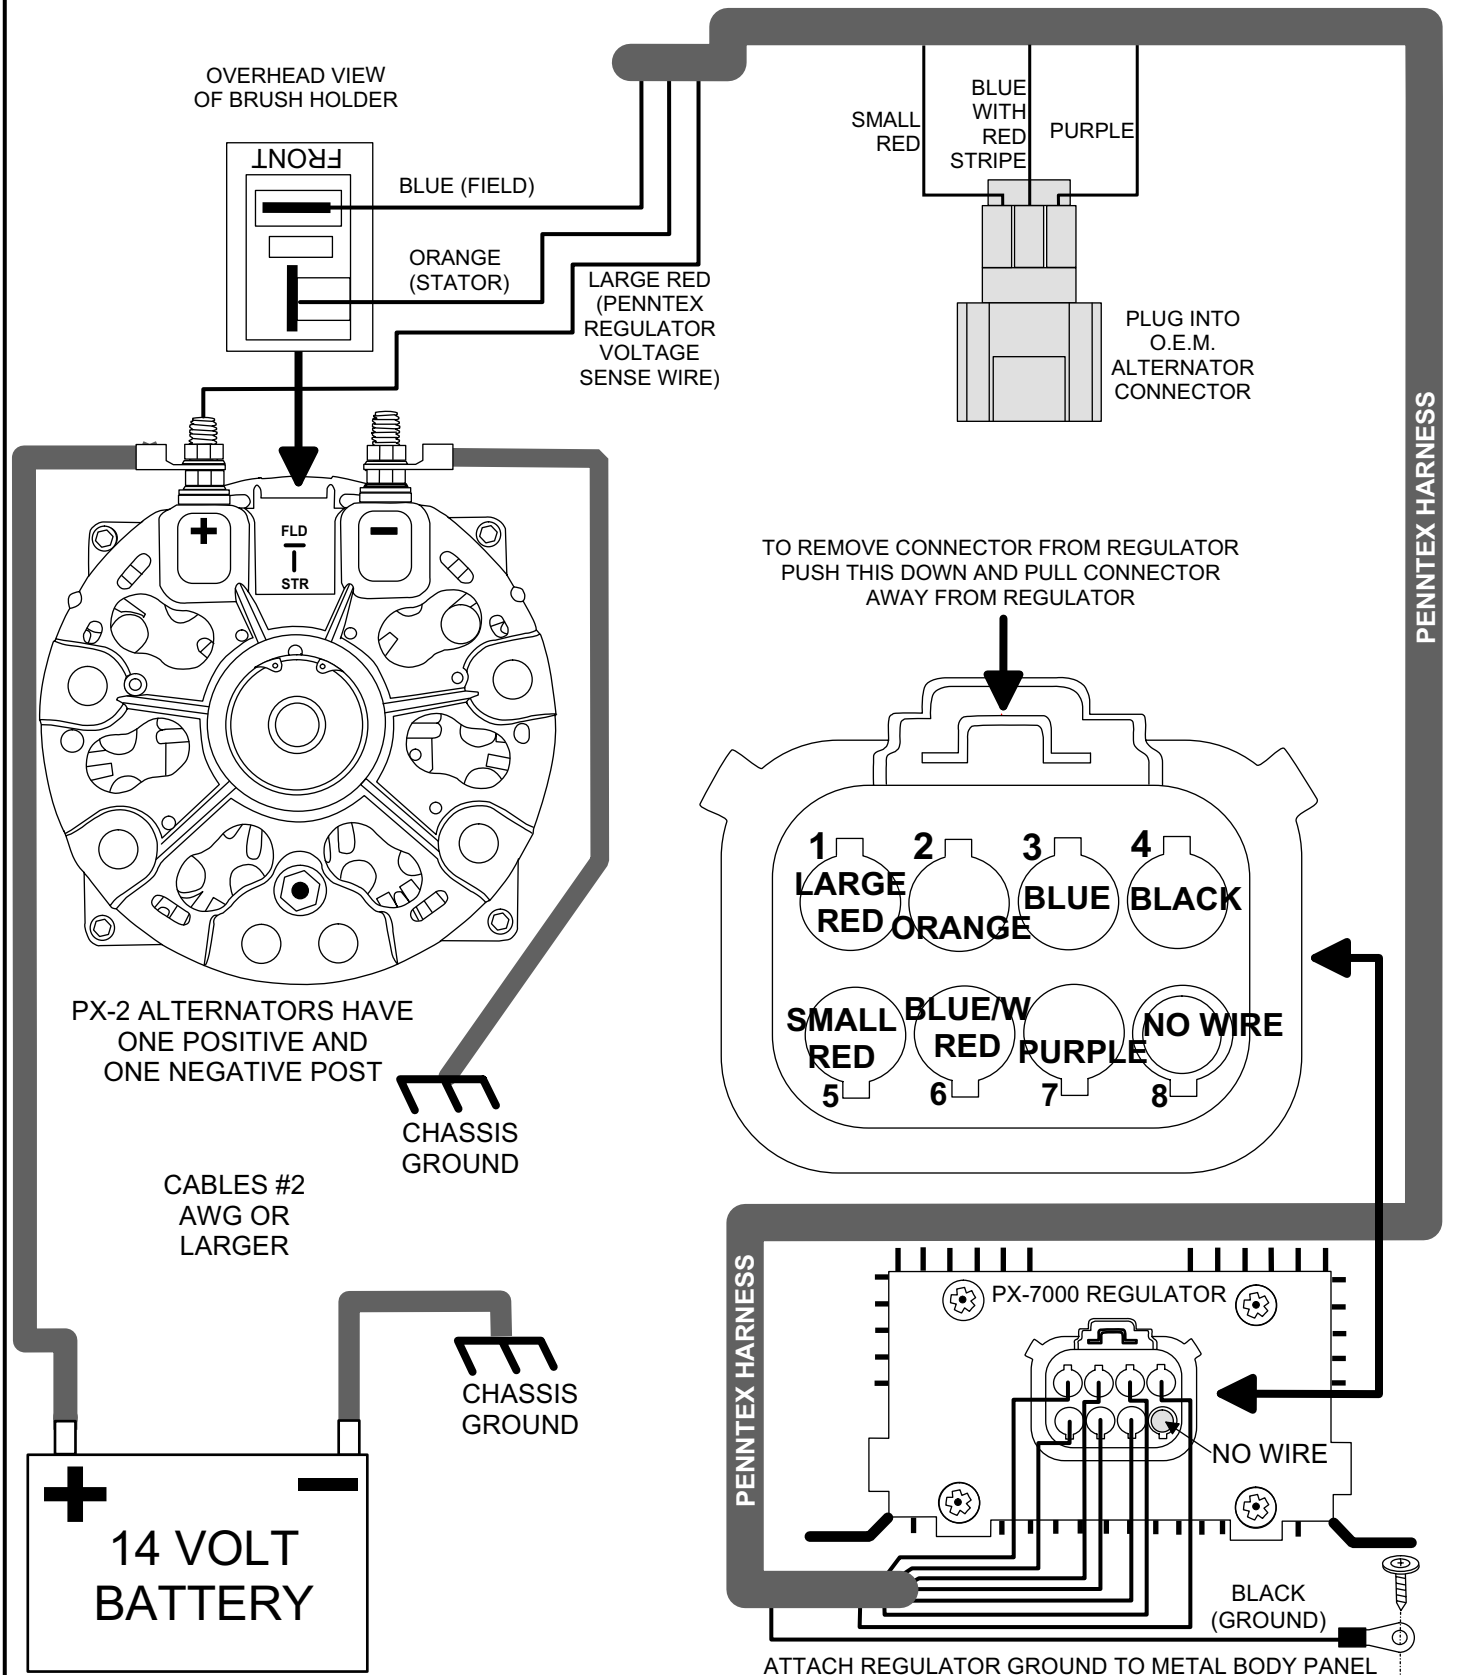 OVERHEAD VIEW
OF BRUSH HOLDER
FRONT
BLUE (FIELD)
ORANGE
(STATOR)
LARGE RED
(PENNTEX
REGULATOR
VOLTAGE
SENSE WIRE)
SMALL
RED
BLUE
WITH
RED
STRIPE
PURPLE
PLUG INTO
O.E.M.
ALTERNATOR
CONNECTOR
PENNTEX HARNESS
+
-
FLD
STR
PX-2 ALTERNATORS HAVE
ONE POSITIVE AND
ONE NEGATIVE POST
CHASSIS
GROUND
CABLES #2
AWG OR
LARGER
CHASSIS
GROUND
+
-
14 VOLT
BATTERY
TO REMOVE CONNECTOR FROM REGULATOR
PUSH THIS DOWN AND PULL CONNECTOR
AWAY FROM REGULATOR
1
LARGE
RED
2
ORANGE
3
BLUE
4
BLACK
SMALL
RED
5
BLUE/W
RED
6
PURPLE
7
NO WIRE
8
PENNTEX HARNESS
PX-7000 REGULATOR
NO WIRE
BLACK
(GROUND)
ATTACH REGULATOR GROUND TO METAL BODY PANEL